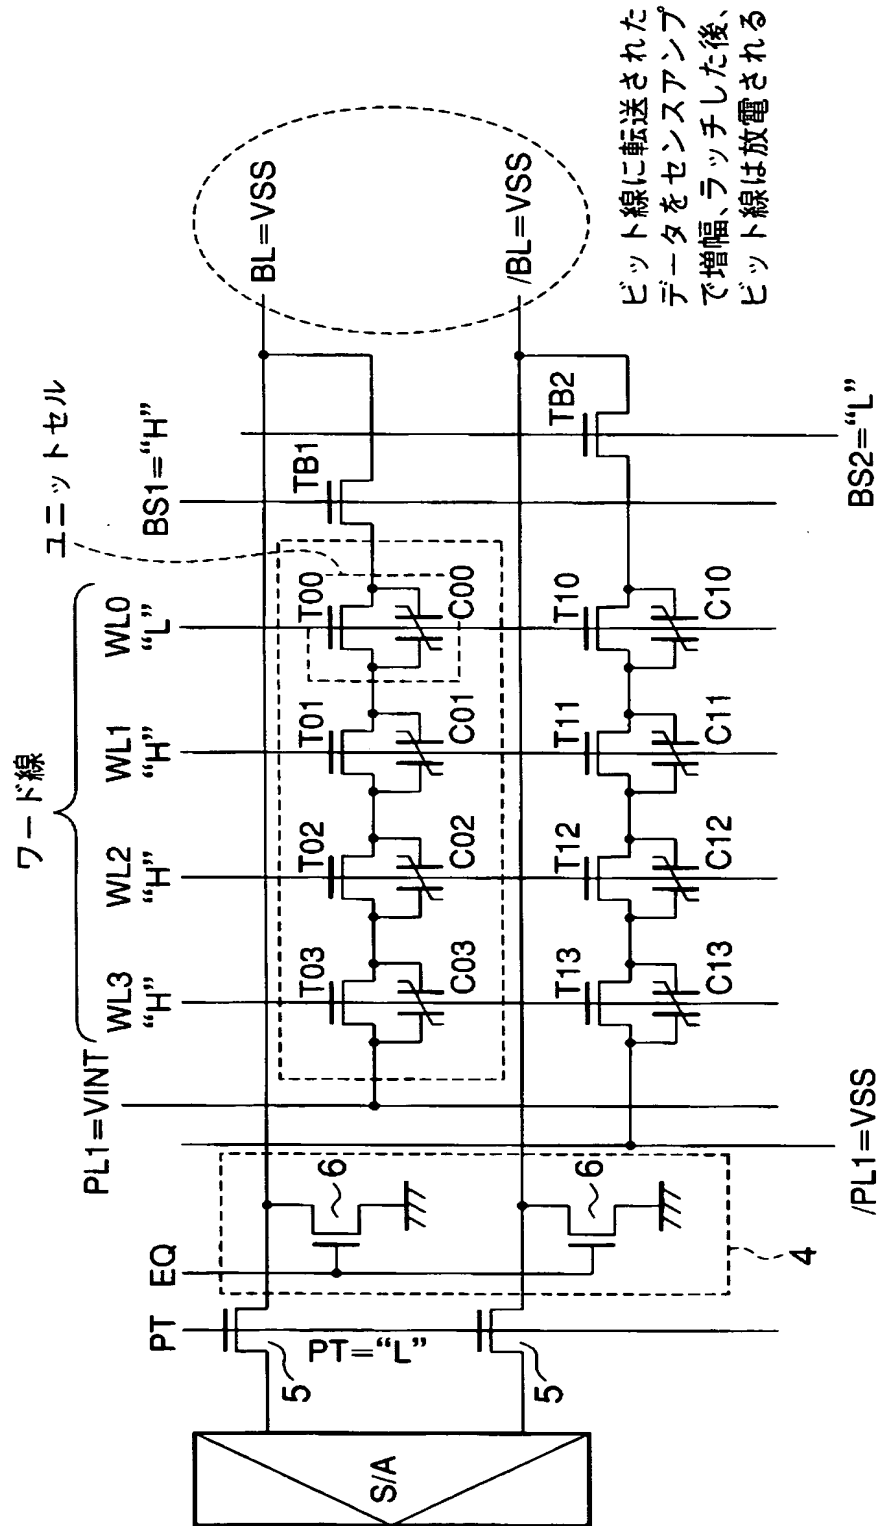 ワード線
ユニットセル
PL1=VINT
WL3
“H”
WL2
“H”
WL1
“H”
WL0
“L”
BS1=“H”
PT
EQ
BL=VSS
T03
T02
T01
T00
TB1
C03
C02
C01
C00
6
5
PT=“L”
S/A
/BL=VSS
6
5
T13
T12
T11
T10
TB2
C13
C12
C11
C10
4
/PL1=VSS
BS2=“L”
ビット線に転送された
データをセンスアンプ
で増幅、ラッチした後、
ビット線は放電される